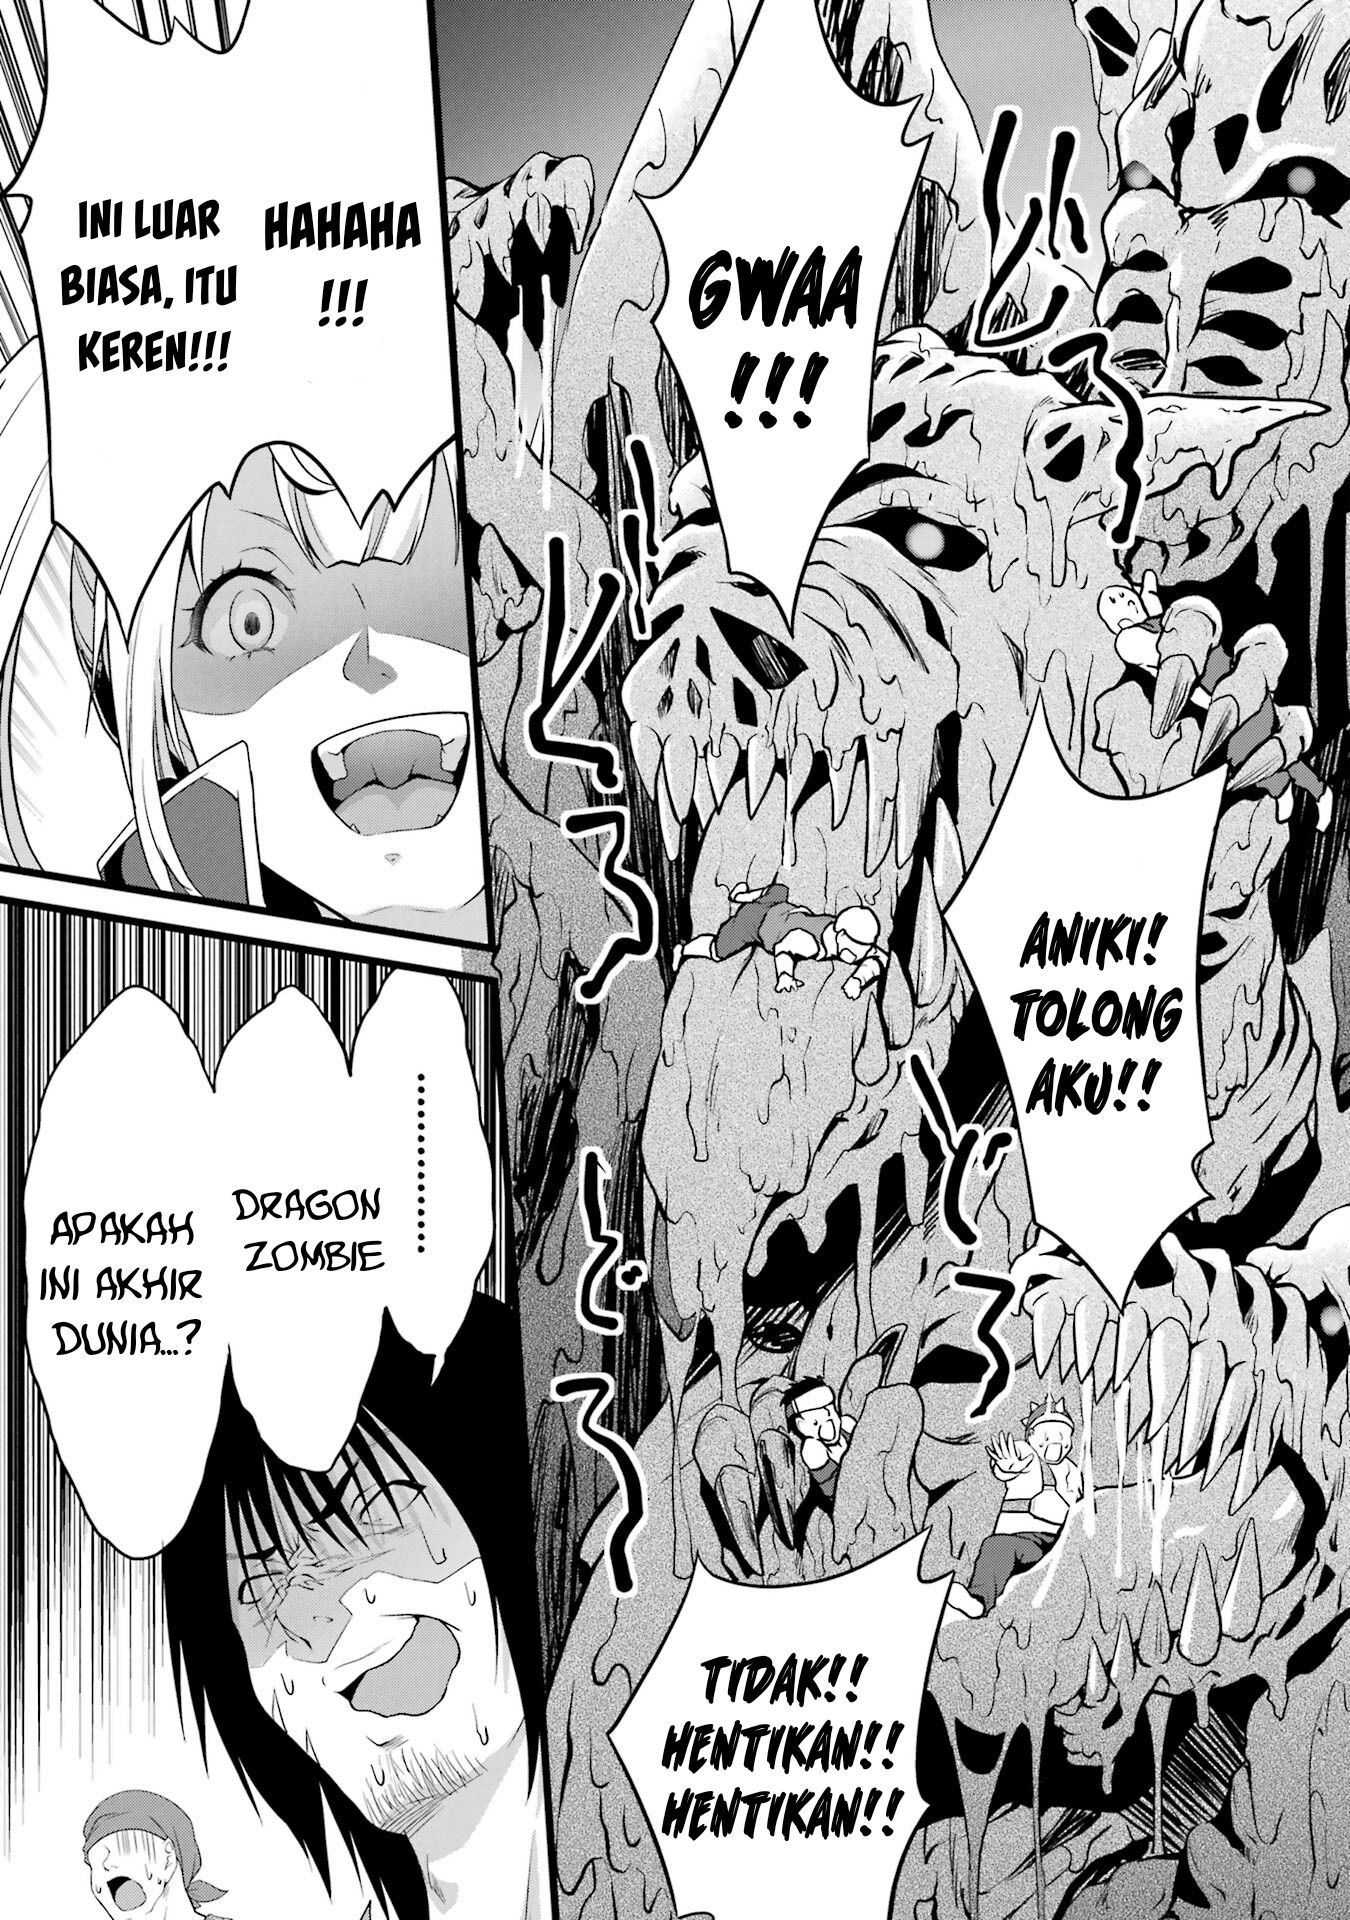 GWAA
!!!
ANIKI!
TOLONG
AKU!!
TIDAK!!
HENTIKAN!!
HENTIKAN!!
HAHAHA
!!!
INI LUAR
BIASA, ITU
KEREN!!!
DRAGON
ZOMBIE
APAKAH
INI AKHIR
DUNIA...?